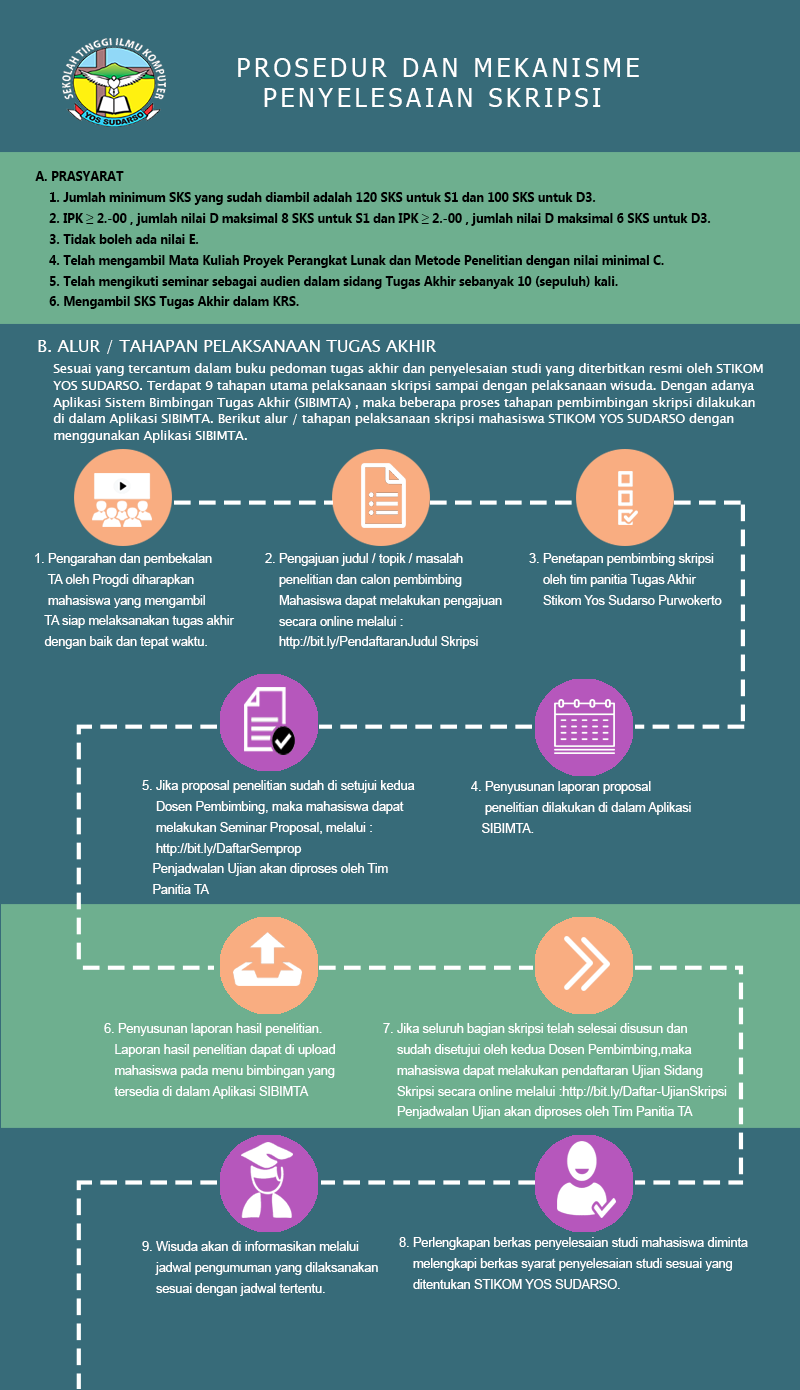 SEKOLAH TINGGI ILMU KOMPUTER
YOS SUDARSO
PROSEDUR DAN MEKANISME
PENYELESAIAN SKRIPSI
A. PRASYARAT
1. Jumlah minimum SKS yang sudah diambil adalah 120 SKS untuk S1 dan 100 SKS untuk D3.
2. IPK ≥ 2.-00 , jumlah nilai D maksimal 8 SKS untuk S1 dan IPK ≥ 2.-00 , jumlah nilai D maksimal 6 SKS untuk D3.
3. Tidak boleh ada nilai E.
4. Telah mengambil Mata Kuliah Proyek Perangkat Lunak dan Metode Penelitian dengan nilai minimal C.
5. Telah mengikuti seminar sebagai audien dalam sidang Tugas Akhir sebanyak 10 (sepuluh) kali.
6. Mengambil SKS Tugas Akhir dalam KRS.
B. ALUR / TAHAPAN PELAKSANAAN TUGAS AKHIR
Sesuai yang tercantum dalam buku pedoman tugas akhir dan penyelesaian studi yang diterbitkan resmi oleh STIKOM
YOS SUDARSO. Terdapat 9 tahapan utama pelaksanaan skripsi sampai dengan pelaksanaan wisuda. Dengan adanya
Aplikasi Sistem Bimbingan Tugas Akhir (SIBIMTA) , maka beberapa proses tahapan pembimbingan skripsi dilakukan
di dalam Aplikasi SIBIMTA. Berikut alur / tahapan pelaksanaan skripsi mahasiswa STIKOM YOS SUDARSO dengan
menggunakan Aplikasi SIBIMTA.
1. Pengarahan dan pembekalan
TA oleh Progdi diharapkan
mahasiswa yang mengambil
TA siap melaksanakan tugas akhir
dengan baik dan tepat waktu.
2. Pengajuan judul / topik / masalah
penelitian dan calon pembimbing
Mahasiswa dapat melakukan pengajuan
secara online melalui :
http://bit.ly/PendaftaranJudul Skripsi
3. Penetapan pembimbing skripsi
oleh tim panitia Tugas Akhir
Stikom Yos Sudarso Purwokerto
4. Penyusunan laporan proposal
penelitian dilakukan di dalam Aplikasi
SIBIMTA.
5. Jika proposal penelitian sudah di setujui kedua
Dosen Pembimbing, maka mahasiswa dapat
melakukan Seminar Proposal, melalui :
http://bit.ly/DaftarSemprop
Penjadwalan Ujian akan diproses oleh Tim
Panitia TA
6. Penyusunan laporan hasil penelitian.
Laporan hasil penelitian dapat di upload
mahasiswa pada menu bimbingan yang
tersedia di dalam Aplikasi SIBIMTA
7. Jika seluruh bagian skripsi telah selesai disusun dan
sudah disetujui oleh kedua Dosen Pembimbing,maka
mahasiswa dapat melakukan pendaftaran Ujian Sidang
Skripsi secara online melalui :http://bit.ly/Daftar-UjianSkripsi
Penjadwalan Ujian akan diproses oleh Tim Panitia TA
8. Perlengkapan berkas penyelesaian studi mahasiswa diminta
melengkapi berkas syarat penyelesaian studi sesuai yang
ditentukan STIKOM YOS SUDARSO.
9. Wisuda akan di informasikan melalui
jadwal pengumuman yang dilaksanakan
sesuai dengan jadwal tertentu.